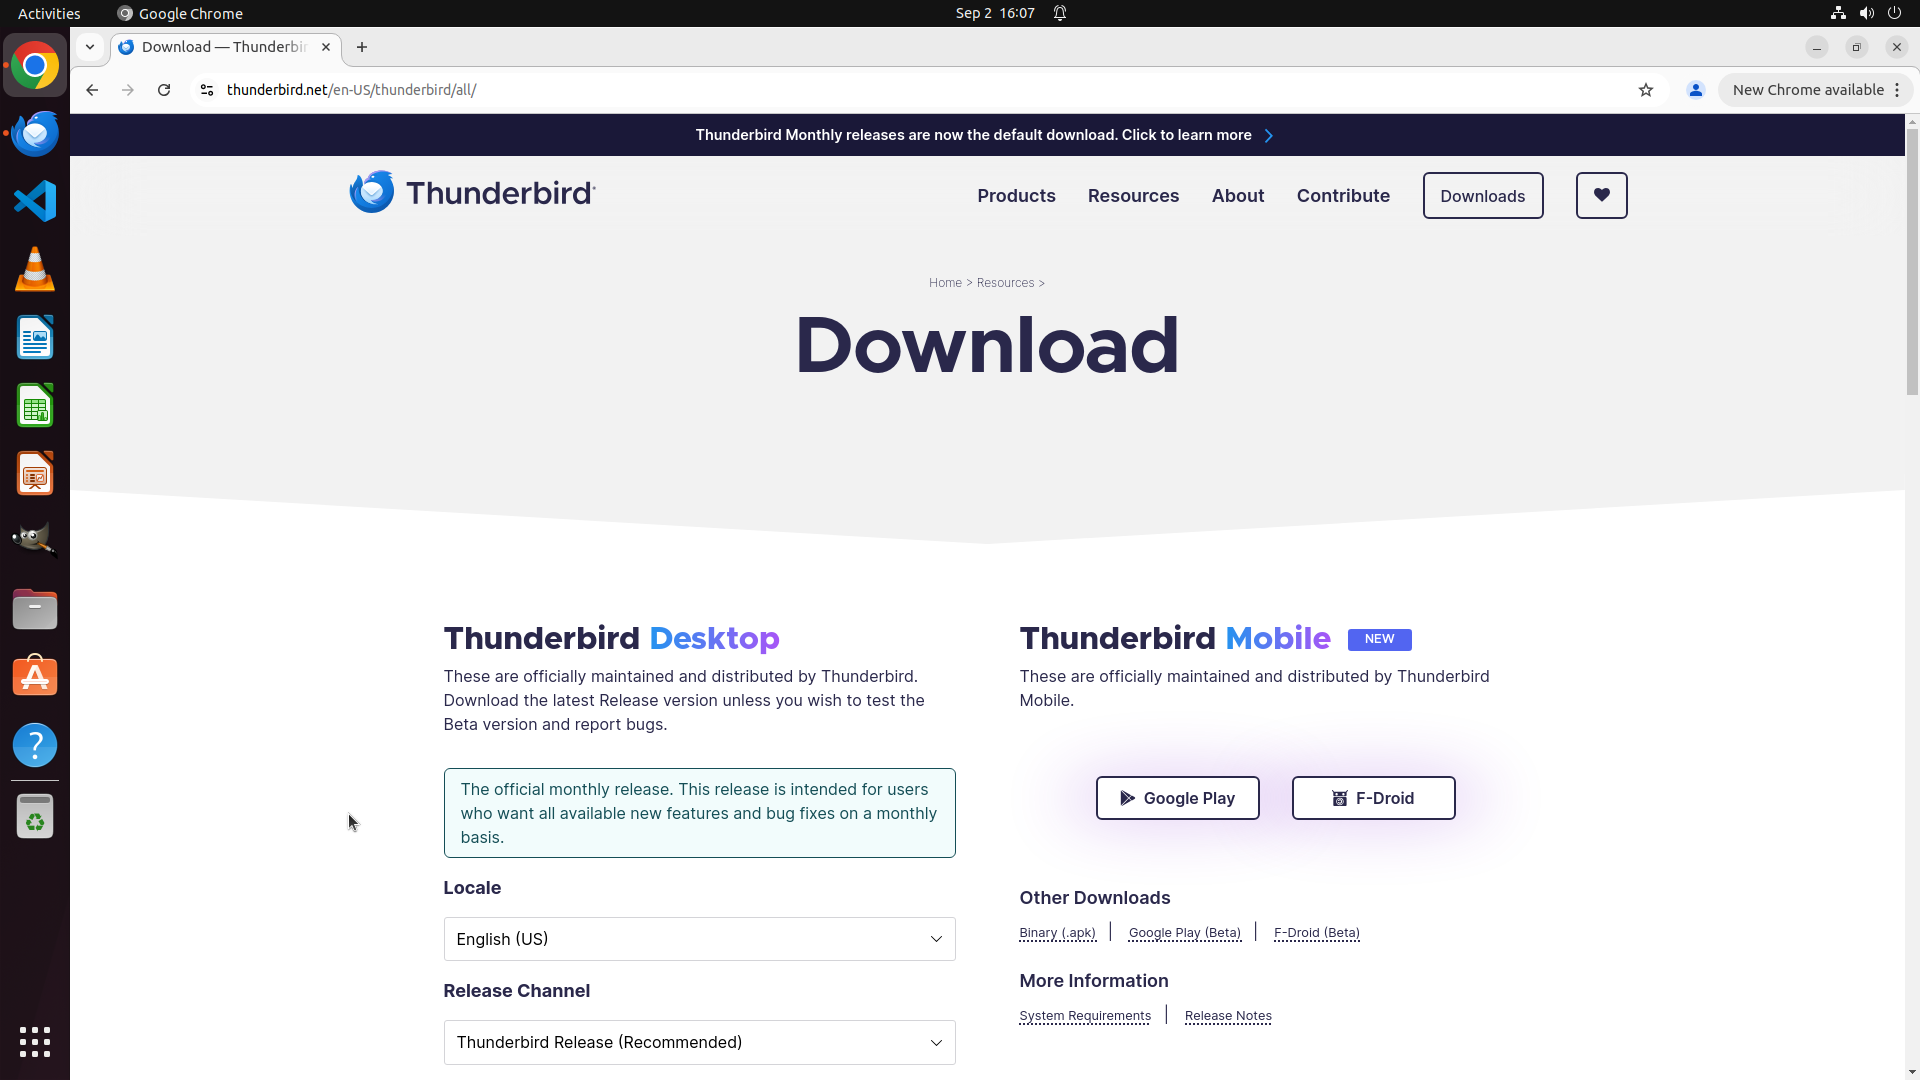 Activities
Google Chrome
Sep 2 16:07
Download — Thunderbir
thunderbird.net/en-US/thunderbird/all/
New Chrome available
Thunderbird Monthly releases are now the default download. Click to learn more
Thunderbird
Products
Resources
About
Contribute
Downloads
Home > Resources >
Download
Thunderbird Desktop
These are officially maintained and distributed by Thunderbird.
Download the latest Release version unless you wish to test the
Beta version and report bugs.
The official monthly release. This release is intended for users
who want all available new features and bug fixes on a monthly
basis.
Locale
English (US)
Release Channel
Thunderbird Release (Recommended)
Thunderbird Mobile NEW
These are officially maintained and distributed by Thunderbird
Mobile.
Google Play
F-Droid
Other Downloads
Binary (.apk)
Google Play (Beta)
F-Droid (Beta)
More Information
System Requirements
Release Notes